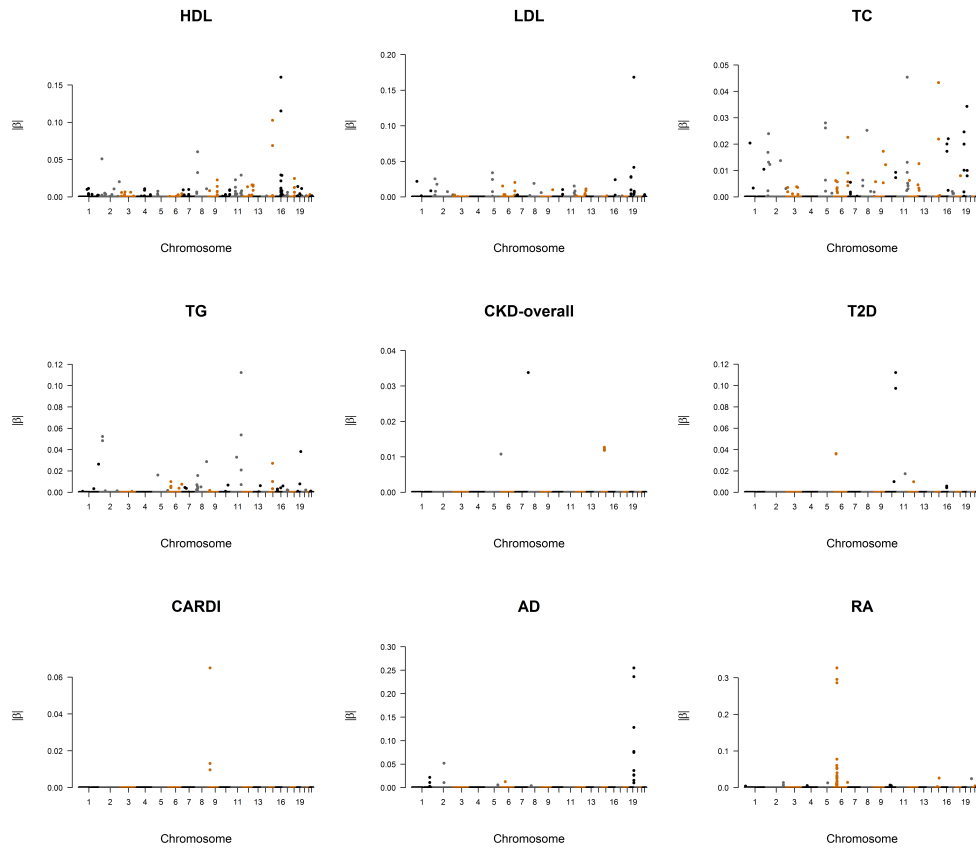 HDL LDL TC
|β| 0.00 0.05 0.10 0.15
1 2 3 4 5 6 7 8 9 11 13 16 19
Chromosome
|β| 0.00 0.05 0.10 0.15 0.20
1 2 3 4 5 6 7 8 9 11 13 16 19
Chromosome
|β| 0.00 0.01 0.02 0.03 0.04 0.05
1 2 3 4 5 6 7 8 9 11 13 16 19
Chromosome
TG CKD-overall T2D
|β| 0.00 0.02 0.04 0.06 0.08 0.10 0.12
1 2 3 4 5 6 7 8 9 11 13 16 19
Chromosome
|β| 0.00 0.01 0.02 0.03 0.04
1 2 3 4 5 6 7 8 9 11 13 16 19
Chromosome
|β| 0.00 0.02 0.04 0.06 0.08 0.10 0.12
1 2 3 4 5 6 7 8 9 11 13 16 19
Chromosome
CARDI AD RA
|β| 0.00 0.02 0.04 0.06
1 2 3 4 5 6 7 8 9 11 13 16 19
Chromosome
|β| 0.00 0.05 0.10 0.15 0.20 0.25 0.30
1 2 3 4 5 6 7 8 9 11 13 16 19
Chromosome
|β| 0.0 0.1 0.2 0.3
1 2 3 4 5 6 7 8 9 11 13 16 19
Chromosome